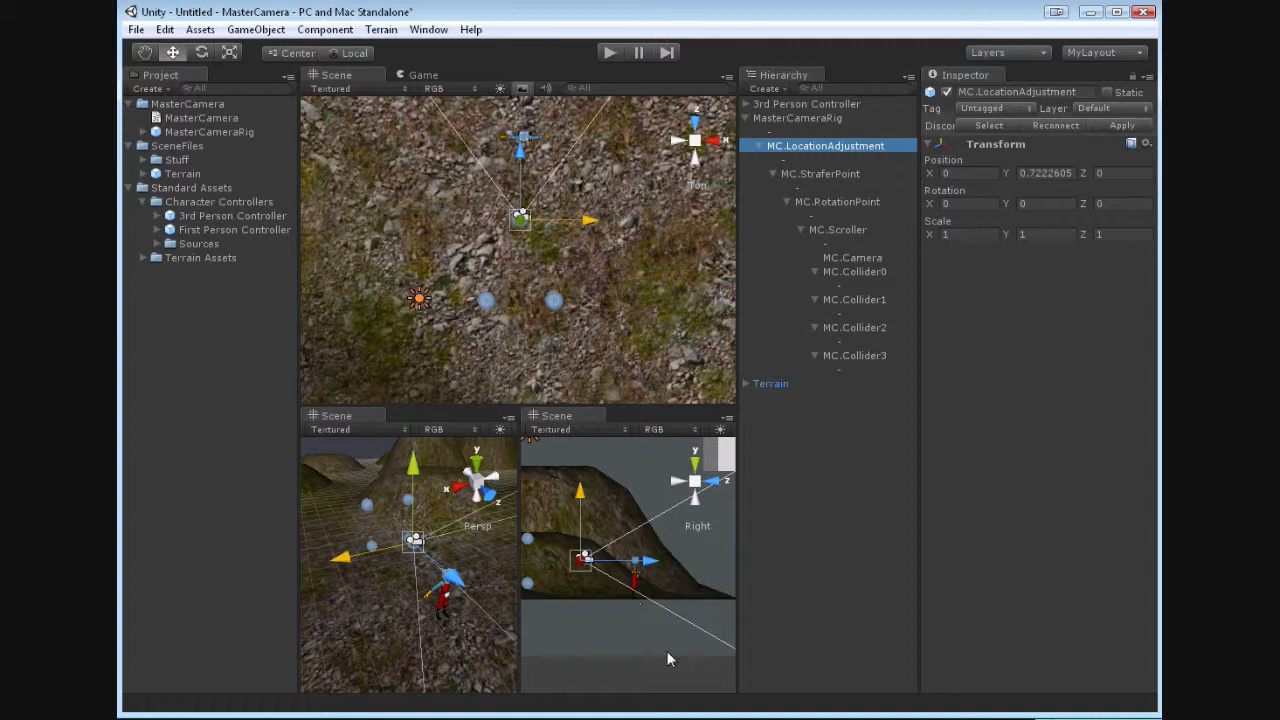 Unity - Untitled - MasterCamera - PC and Mac Standalone*
File Edit Assets GameObject Component Terrain Window Help
Center Local Layers MyLayout
Project
Create All
MasterCamera
MasterCamera
MasterCameraRig
SceneFiles
Stuff
Terrain
Standard Assets
Character Controllers
3rd Person Controller
First Person Controller
Sources
Terrain Assets
Scene Game
Textured RGB All
z
x
Top
Scene
Textured RGB
y
x
z
Persp
Scene
Textured RGB
y
z
Right
Hierarchy
Create All
3rd Person Controller
MasterCameraRig
-
MC.LocationAdjustment
-
MC.StraferPoint
-
MC.RotationPoint
-
MC.Scroller
-
MC.Camera
MC.Collider0
-
MC.Collider1
-
MC.Collider2
-
MC.Collider3
-
Terrain
Inspector
MC.LocationAdjustment Static
Tag Untagged Layer Default
Discor Select Reconnect Apply
Transform
Position
X 0 Y 0.7222605 Z 0
Rotation
X 0 Y 0 Z 0
Scale
X 1 Y 1 Z 1